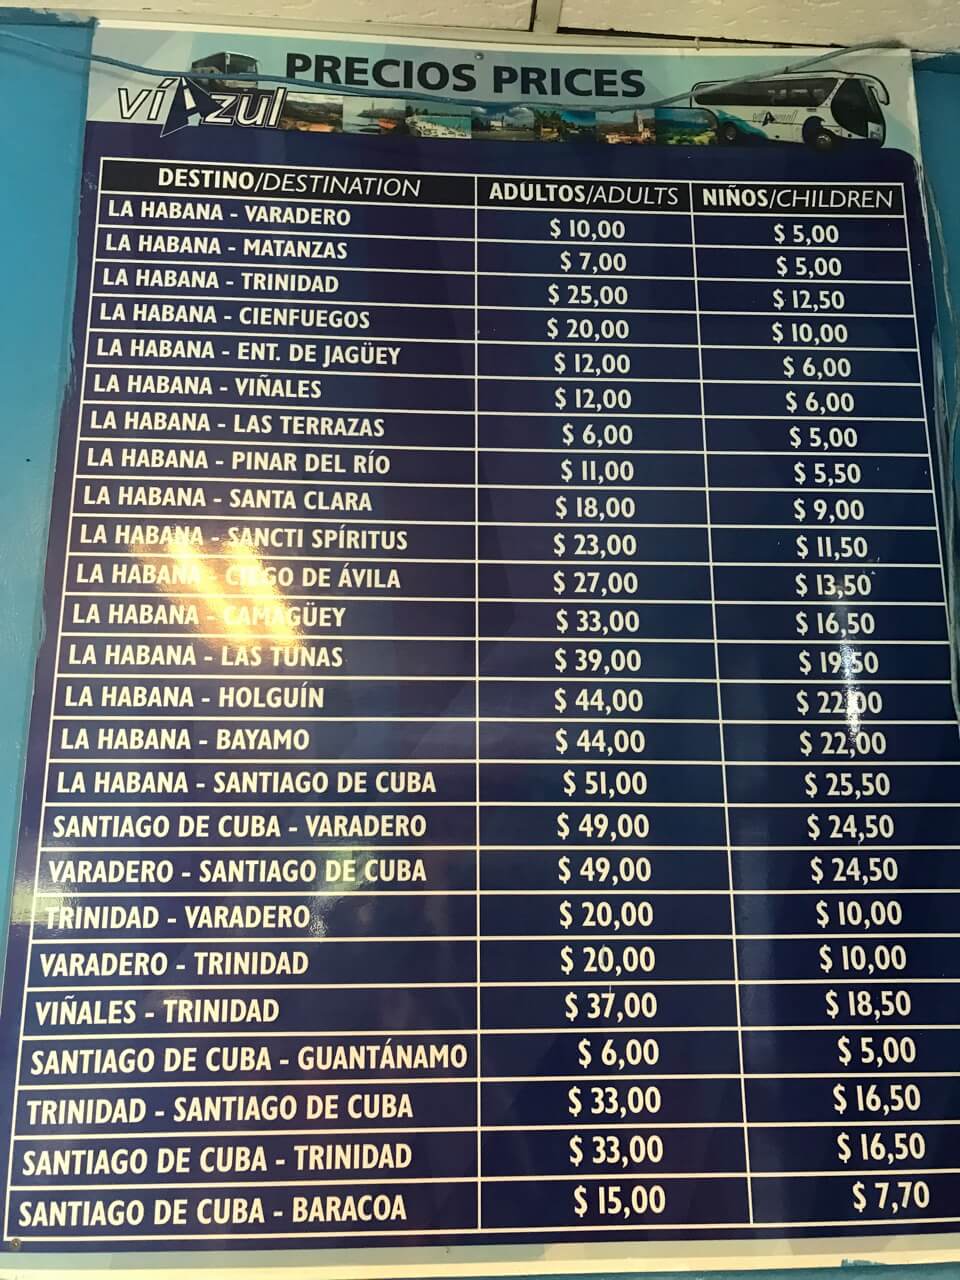 PRECIOS PRICES
víAzul
víAzul
DESTINO/DESTINATION ADULTOS/ADULTS NIÑOS/CHILDREN
LA HABANA - VARADERO $ 10,00 $ 5,00
LA HABANA - MATANZAS $ 7,00 $ 5,00
LA HABANA - TRINIDAD $ 25,00 $ 12,50
LA HABANA - CIENFUEGOS $ 20,00 $ 10,00
LA HABANA - ENT. DE JAGÜEY $ 12,00 $ 6,00
LA HABANA - VIÑALES $ 12,00 $ 6,00
LA HABANA - LAS TERRAZAS $ 6,00 $ 5,00
LA HABANA - PINAR DEL RÍO $ 11,00 $ 5,50
LA HABANA - SANTA CLARA $ 18,00 $ 9,00
LA HABANA - SANCTI SPÍRITUS $ 23,00 $ 11,50
LA HABANA - CIEGO DE ÁVILA $ 27,00 $ 13,50
LA HABANA - CAMAGÜEY $ 33,00 $ 16,50
LA HABANA - LAS TUNAS $ 39,00 $ 19,50
LA HABANA - HOLGUÍN $ 44,00 $ 22,00
LA HABANA - BAYAMO $ 44,00 $ 22,00
LA HABANA - SANTIAGO DE CUBA $ 51,00 $ 25,50
SANTIAGO DE CUBA - VARADERO $ 49,00 $ 24,50
VARADERO - SANTIAGO DE CUBA $ 49,00 $ 24,50
TRINIDAD - VARADERO $ 20,00 $ 10,00
VARADERO - TRINIDAD $ 20,00 $ 10,00
VIÑALES - TRINIDAD $ 37,00 $ 18,50
SANTIAGO DE CUBA - GUANTÁNAMO $ 6,00 $ 5,00
TRINIDAD - SANTIAGO DE CUBA $ 33,00 $ 16,50
SANTIAGO DE CUBA - TRINIDAD $ 33,00 $ 16,50
SANTIAGO DE CUBA - BARACOA $ 15,00 $ 7,70